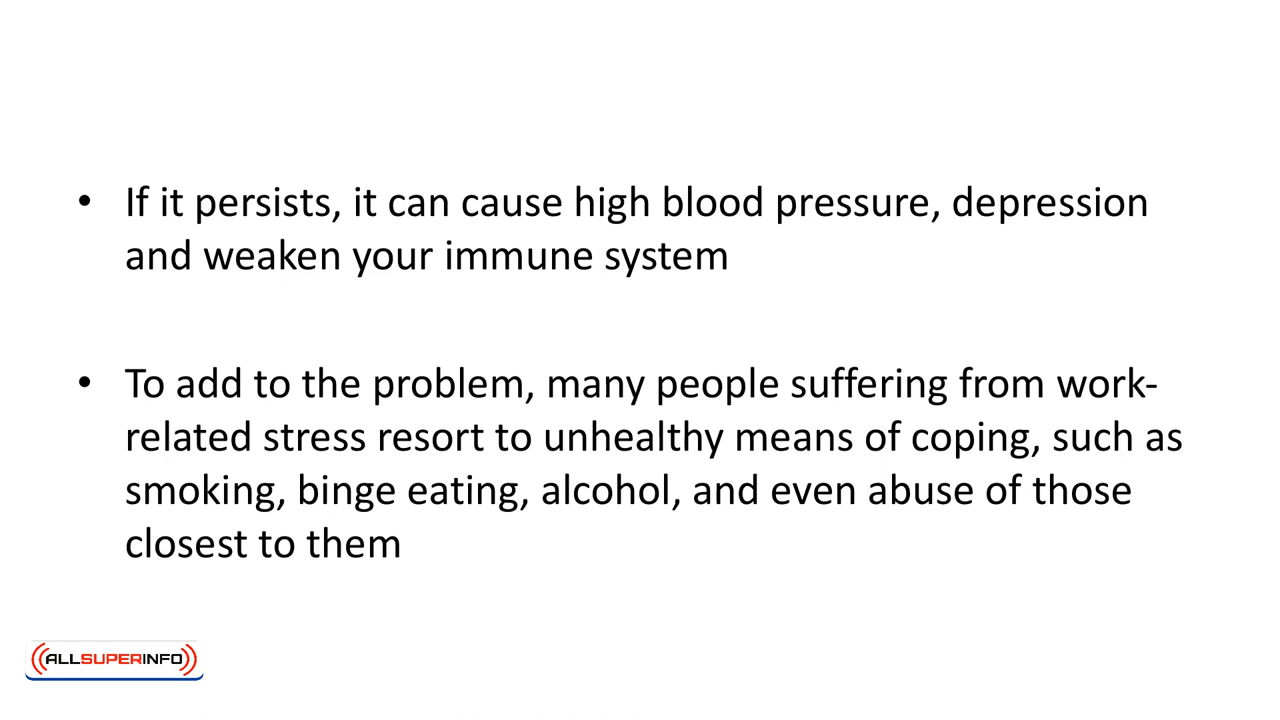 • If it persists, it can cause high blood pressure, depression
and weaken your immune system
• To add to the problem, many people suffering from work-
related stress resort to unhealthy means of coping, such as
smoking, binge eating, alcohol, and even abuse of those
closest to them
ALLSUPERINFO